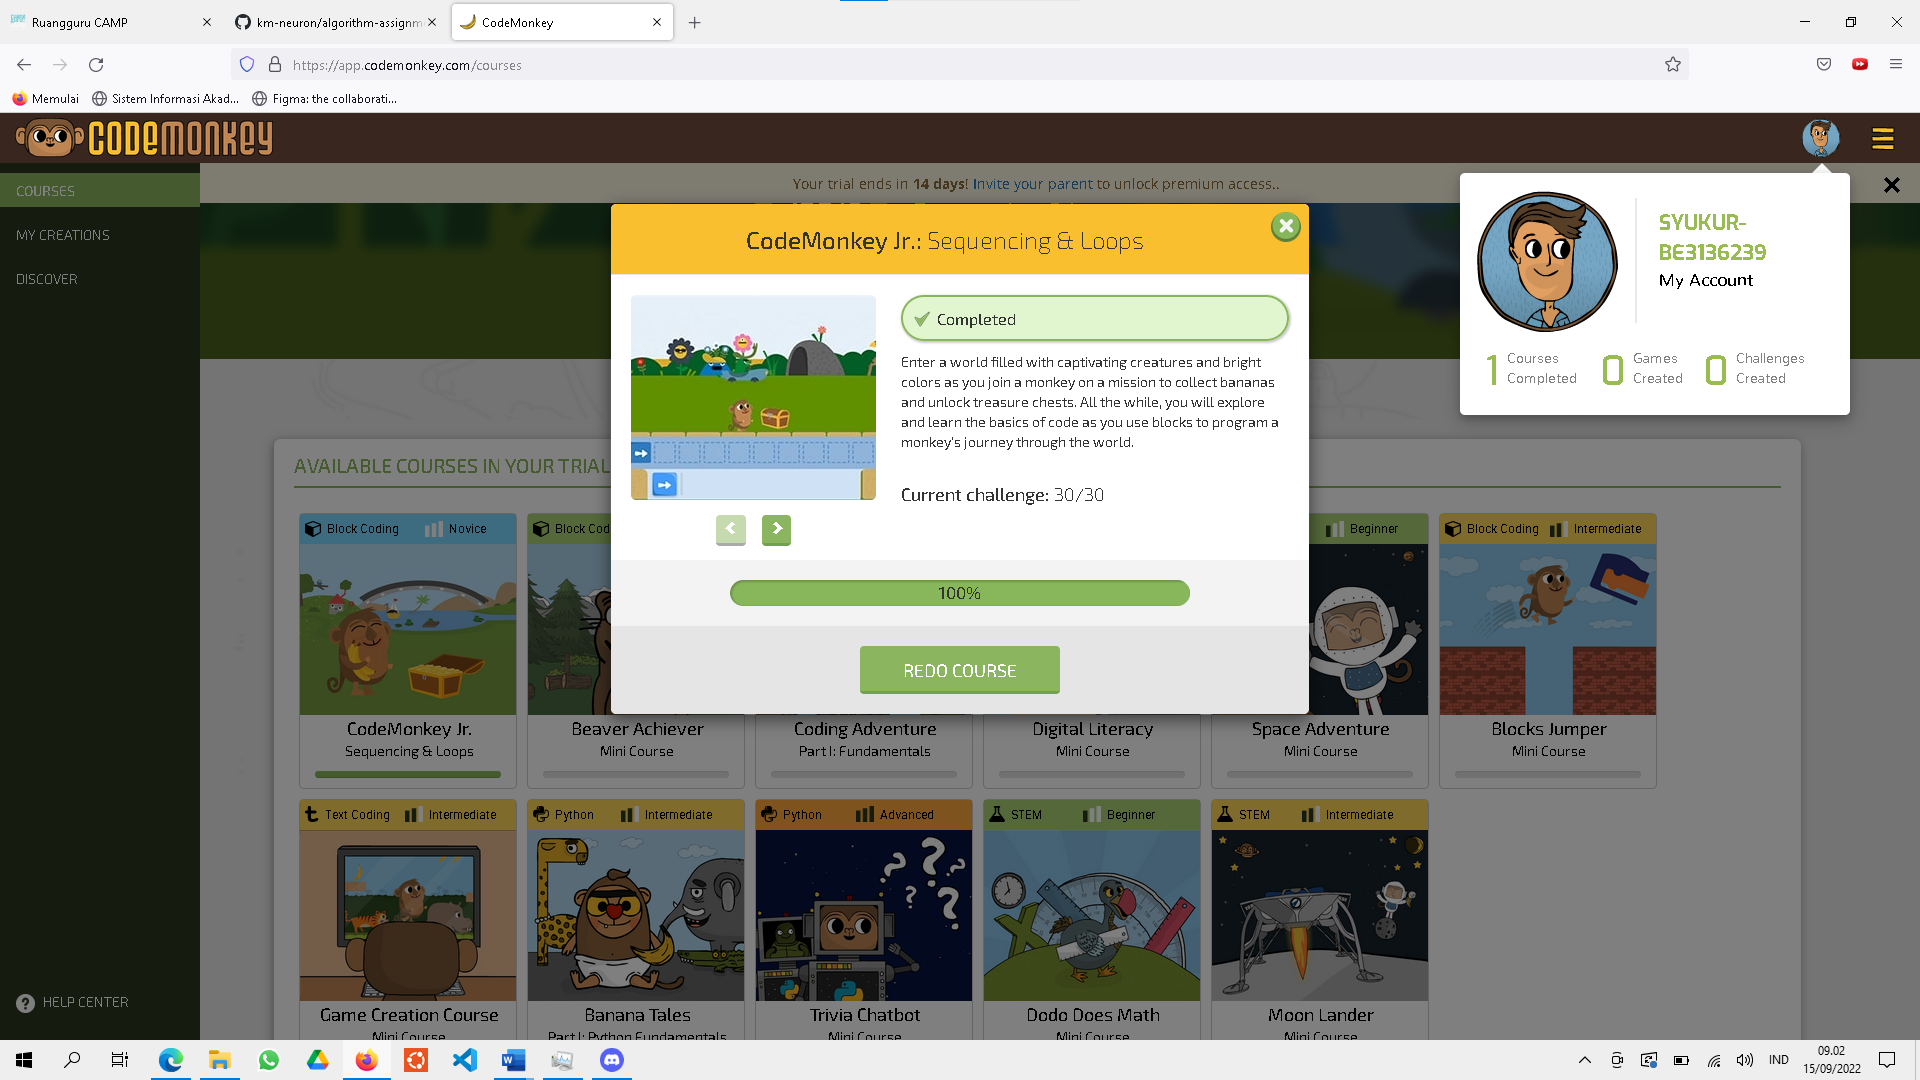 Ruangguru CAMP
km-neuron/algorithm-assignm
CodeMonkey
https://app.codemonkey.com/courses
Memulai
Sistem Informasi Akad...
Figma: the collaborati...
CODEMONKEY
COURSES
MY CREATIONS
DISCOVER
HELP CENTER
Your trial ends in 14 days! Invite your parent to unlock premium access..
SYUKUR-
BE3136239
My Account
1 Courses Completed
0 Games Created
0 Challenges Created
CodeMonkey Jr.: Sequencing & Loops
Completed
Enter a world filled with captivating creatures and bright
colors as you join a monkey on a mission to collect bananas
and unlock treasure chests. All the while, you will explore
and learn the basics of code as you use blocks to program a
monkey's journey through the world.
Current challenge: 30/30
100%
REDO COURSE
AVAILABLE COURSES IN YOUR TRIAL
Block Coding Novice
Block Cod
Beginner
Block Coding Intermediate
CodeMonkey Jr.
Sequencing & Loops
Beaver Achiever
Mini Course
Coding Adventure
Part I: Fundamentals
Digital Literacy
Mini Course
Space Adventure
Mini Course
Blocks Jumper
Mini Course
Text Coding Intermediate
Python Intermediate
Python Advanced
STEM Beginner
STEM Intermediate
Game Creation Course
Mini Course
Banana Tales
Part I: Python Fundamentals
Trivia Chatbot
Mini Course
Dodo Does Math
Mini Course
Moon Lander
Mini Course
IND
09.02
15/09/2022